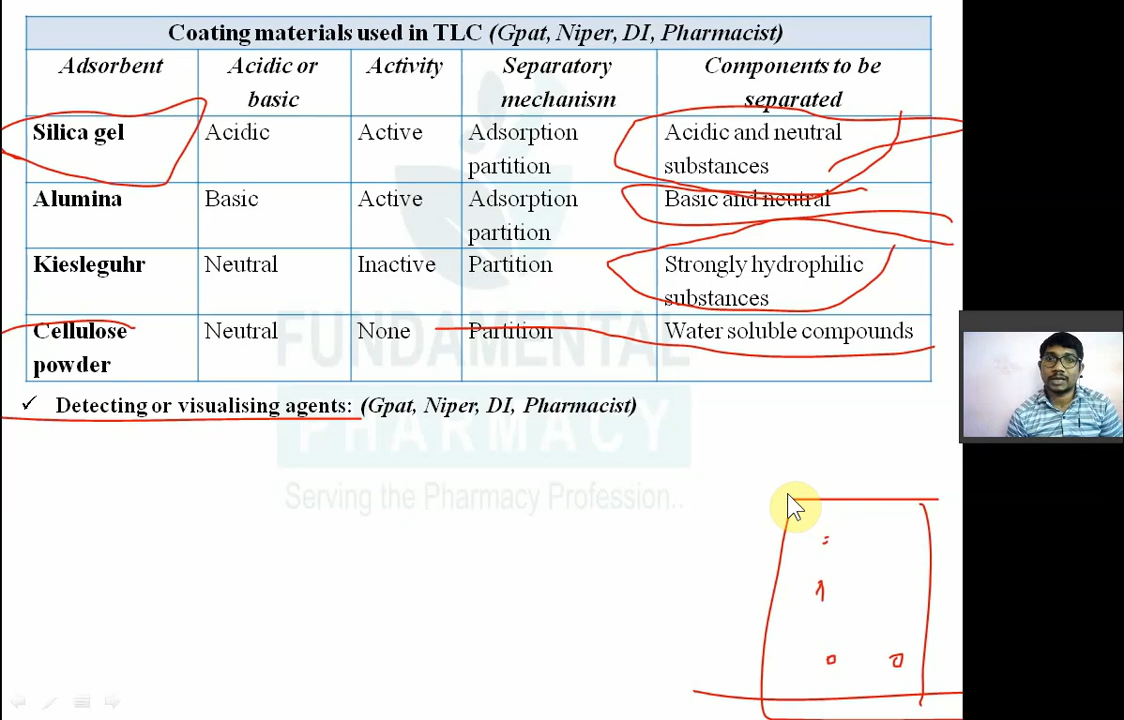 Coating materials used in TLC (Gpat, Niper, DI, Pharmacist)
Adsorbent Acidic or basic Activity Separatory mechanism Components to be separated
Silica gel Acidic Active Adsorption partition Acidic and neutral substances
Alumina Basic Active Adsorption partition Basic and neutral
Kiesleguhr Neutral Inactive Partition Strongly hydrophilic substances
Cellulose powder Neutral None Partition Water soluble compounds
✓ Detecting or visualising agents: (Gpat, Niper, DI, Pharmacist)
FUNDAMENTAL
PHARMACY
Serving the Pharmacy Profession..